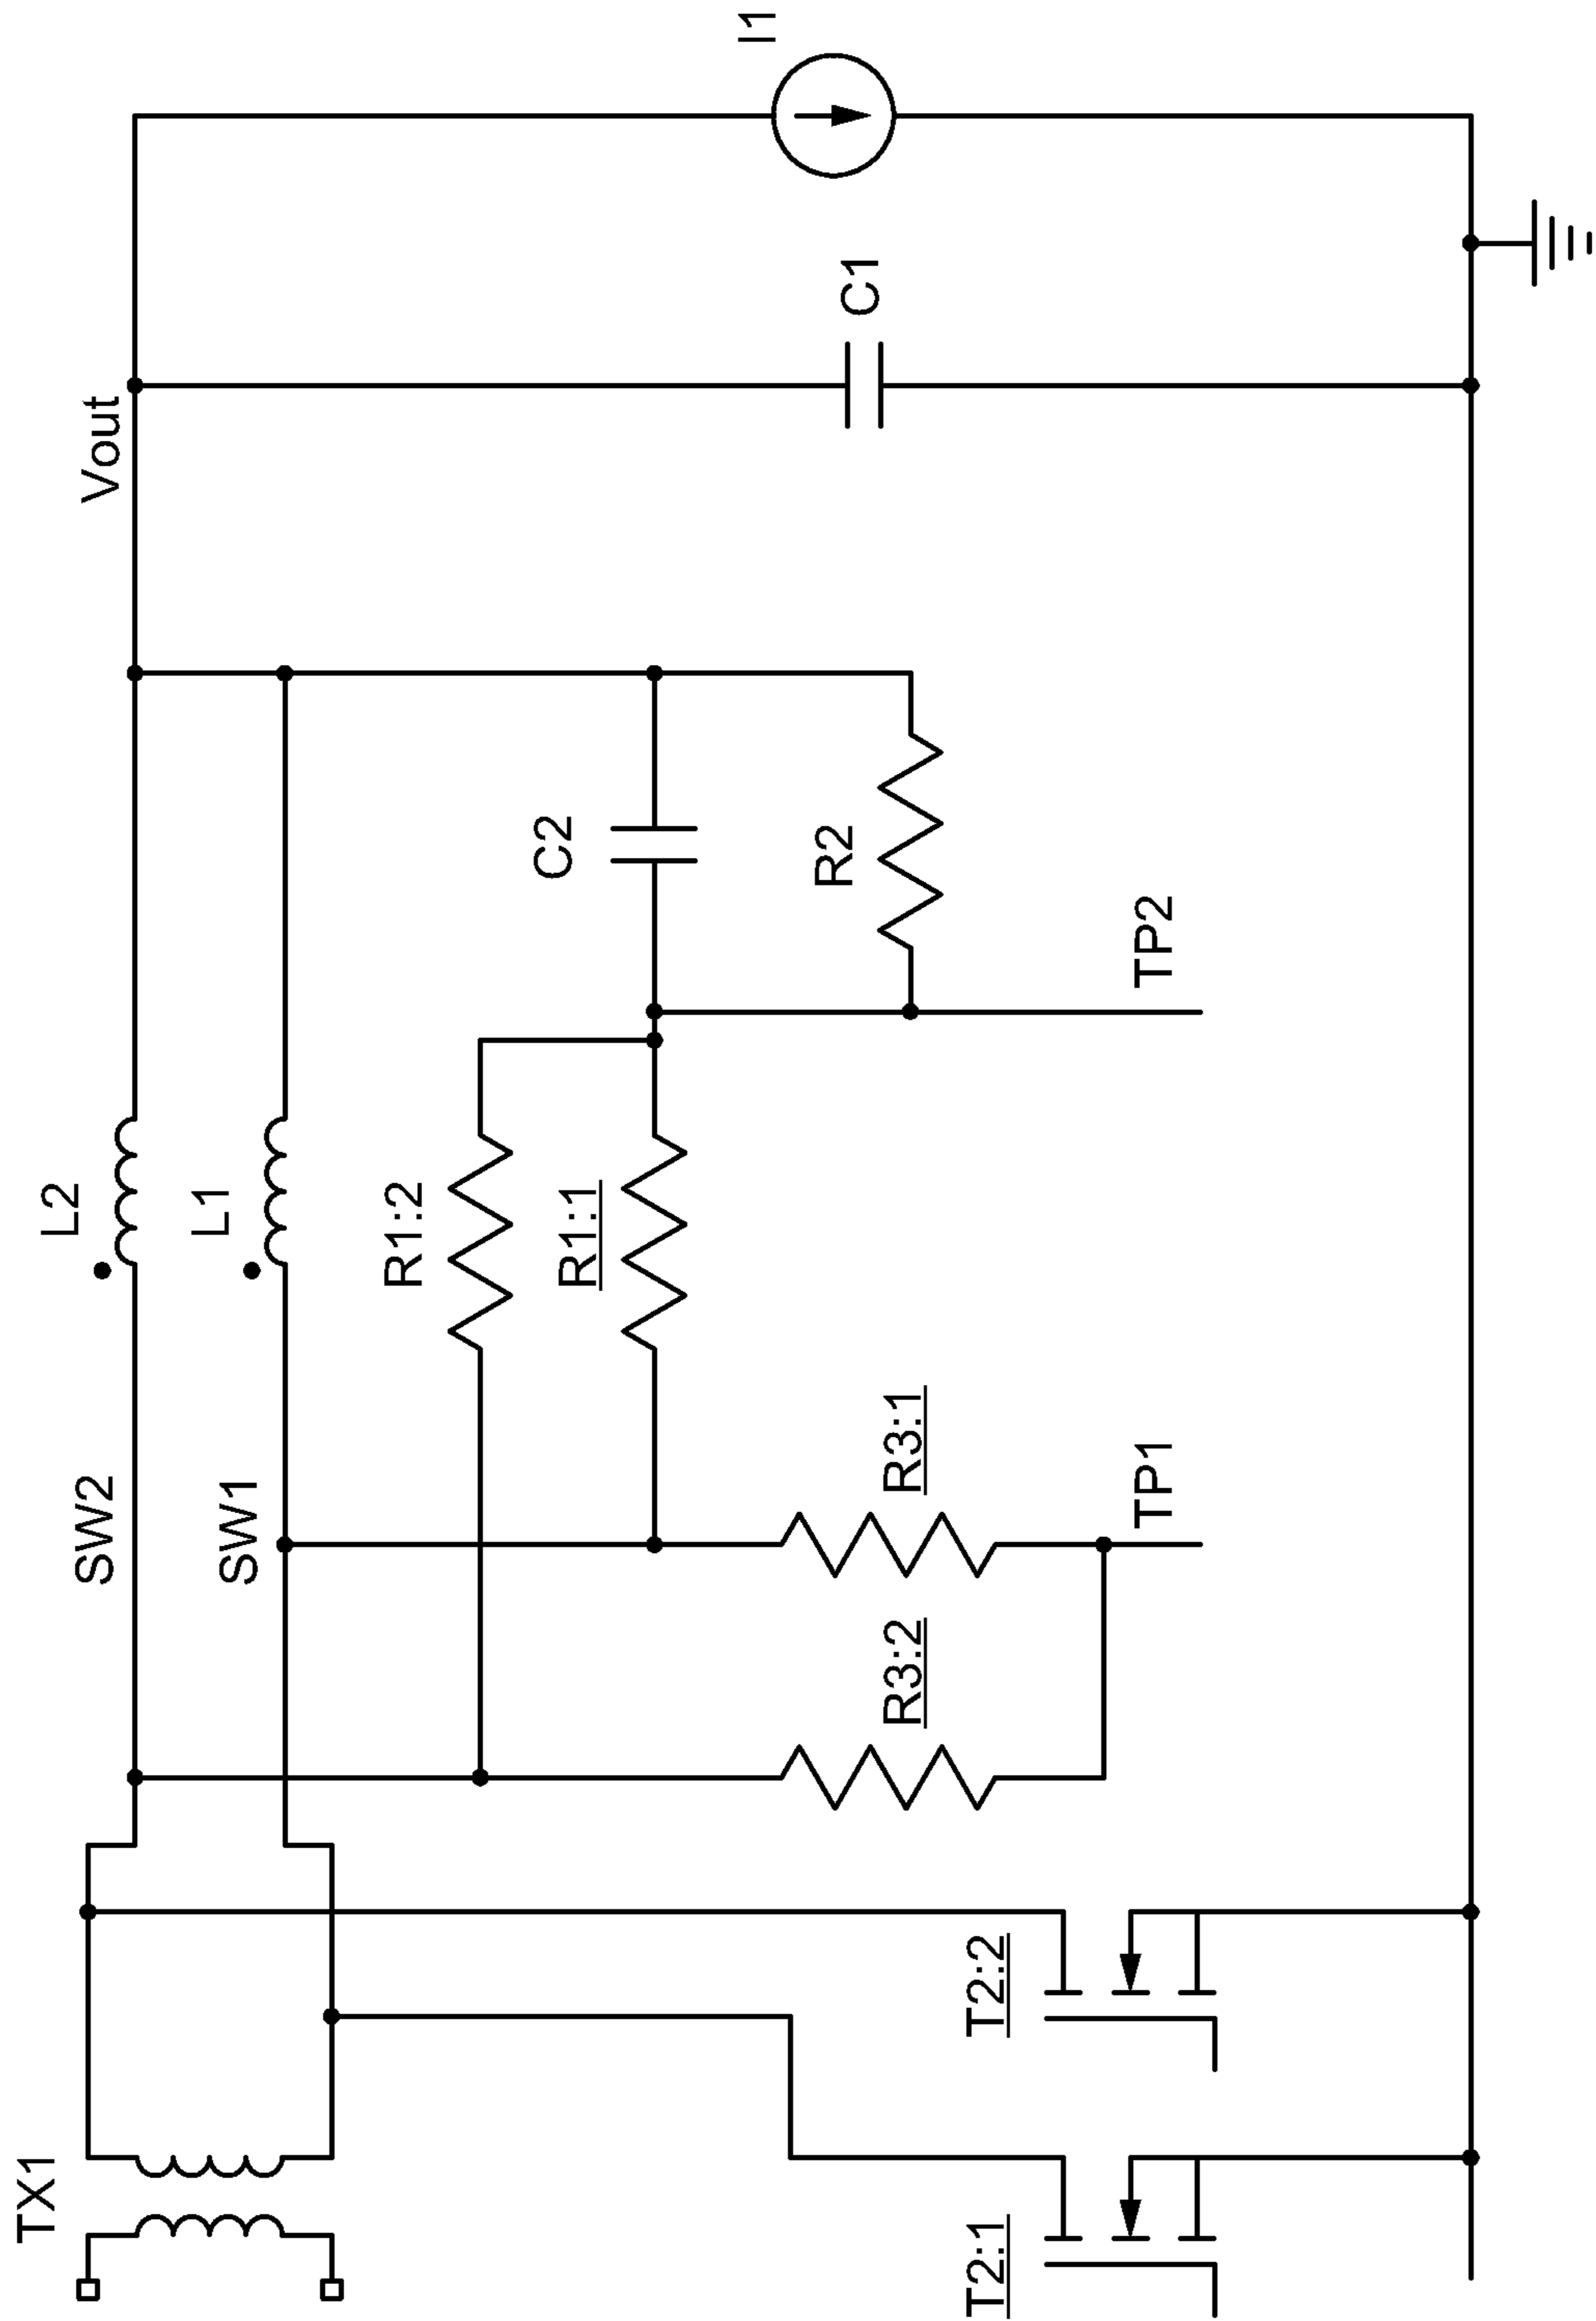 TX1
SW2
L2
Vout
SW1
L1
R1:2
R1:1
C2
R2
R3:2
R3:1
C1
I1
T2:1
T2:2
TP1
TP2